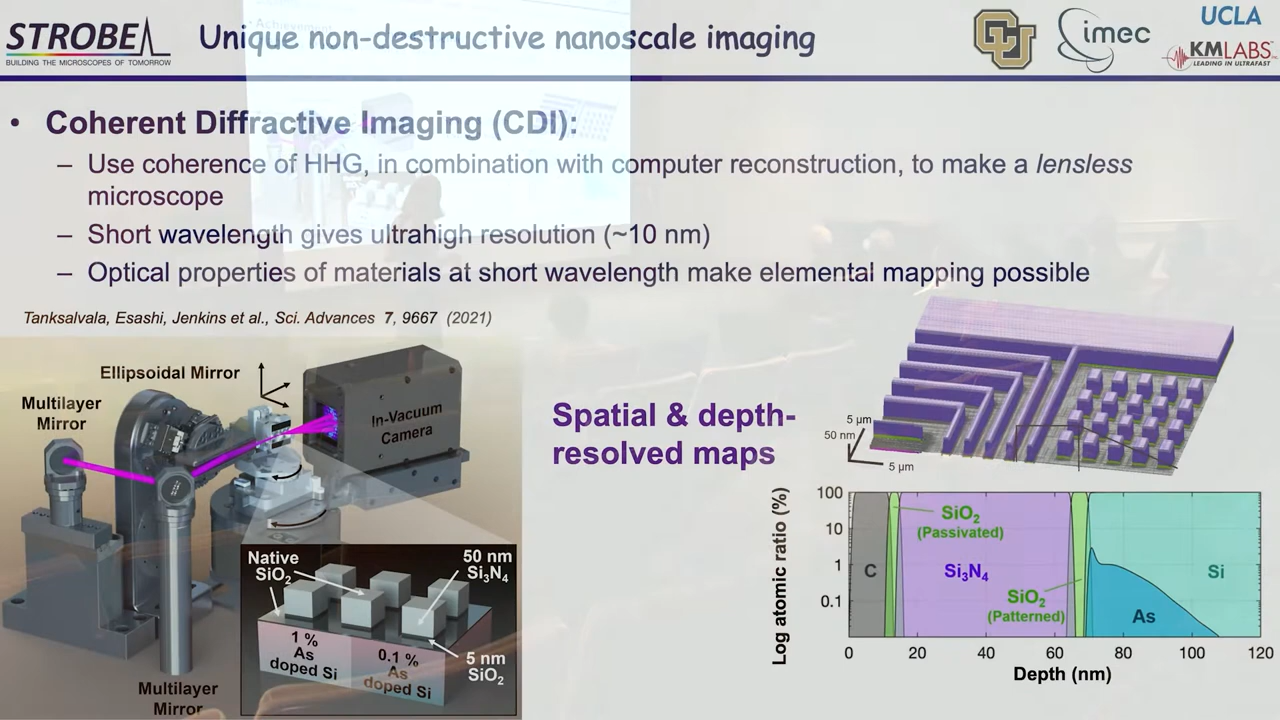 STROBE
BUILDING THE MICROSCOPES OF TOMORROW
Unique non-destructive nanoscale imaging
CU
imec
UCLA
KMLABS
LEADING IN ULTRAFAST
• Coherent Diffractive Imaging (CDI):
– Use coherence of HHG, in combination with computer reconstruction, to make a lensless
microscope
– Short wavelength gives ultrahigh resolution (~10 nm)
– Optical properties of materials at short wavelength make elemental mapping possible
Tanksalvala, Esashi, Jenkins et al., Sci. Advances 7, 9667 (2021)
Ellipsoidal Mirror
Multilayer
Mirror
In-Vacuum
Camera
Multilayer
Mirror
Native
SiO₂
50 nm
Si₃N₄
1 %
As
doped Si
0.1 %
As
doped Si
5 nm
SiO₂
Spatial & depth-
resolved maps
5 µm
50 nm
5 µm
Log atomic ratio (%)
100
10
1
0.1
C
SiO₂
(Passivated)
Si₃N₄
SiO₂
(Patterned)
As
Si
0 20 40 60 80 100 120
Depth (nm)